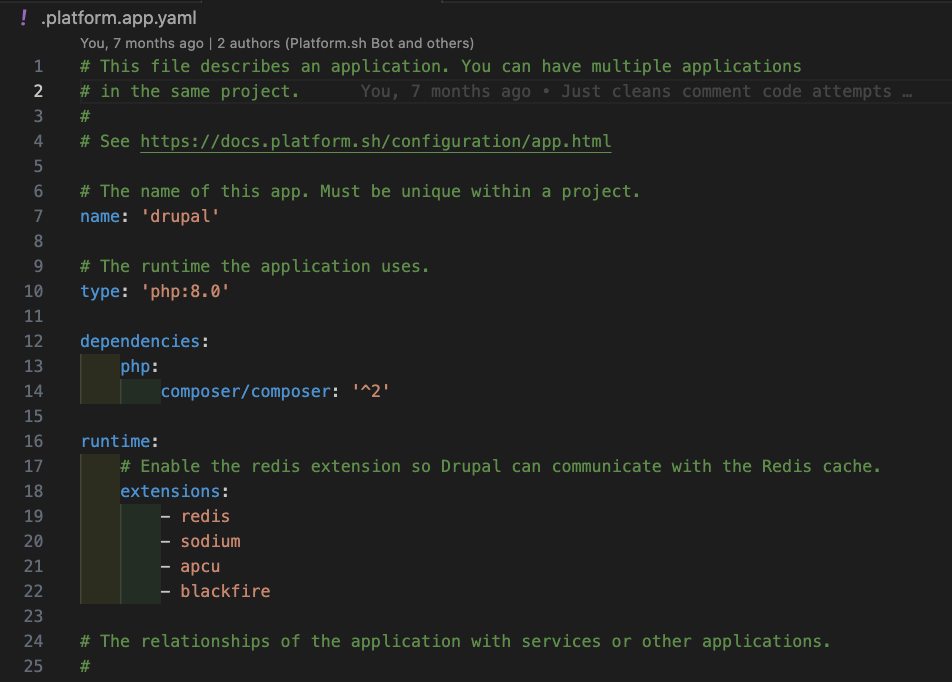 ! .platform.app.yaml
You, 7 months ago | 2 authors (Platform.sh Bot and others)
1 # This file describes an application. You can have multiple applications
2 # in the same project. You, 7 months ago • Just cleans comment code attempts …
3 #
4 # See https://docs.platform.sh/configuration/app.html
5
6 # The name of this app. Must be unique within a project.
7 name: 'drupal'
8
9 # The runtime the application uses.
10 type: 'php:8.0'
11
12 dependencies:
13 php:
14 composer/composer: '^2'
15
16 runtime:
17 # Enable the redis extension so Drupal can communicate with the Redis cache.
18 extensions:
19 - redis
20 - sodium
21 - apcu
22 - blackfire
23
24 # The relationships of the application with services or other applications.
25 #